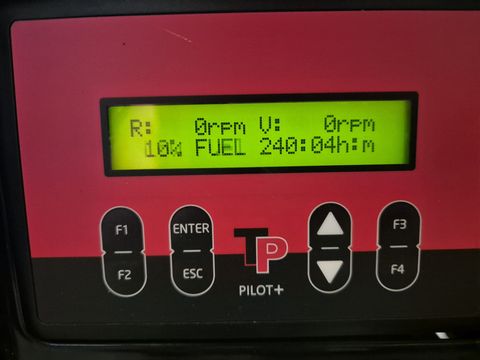 R: 0rpm V: 0rpm
10% FUEL 240:04h:m
F1 ENTER F3
F2 ESC TP F4
PILOT+